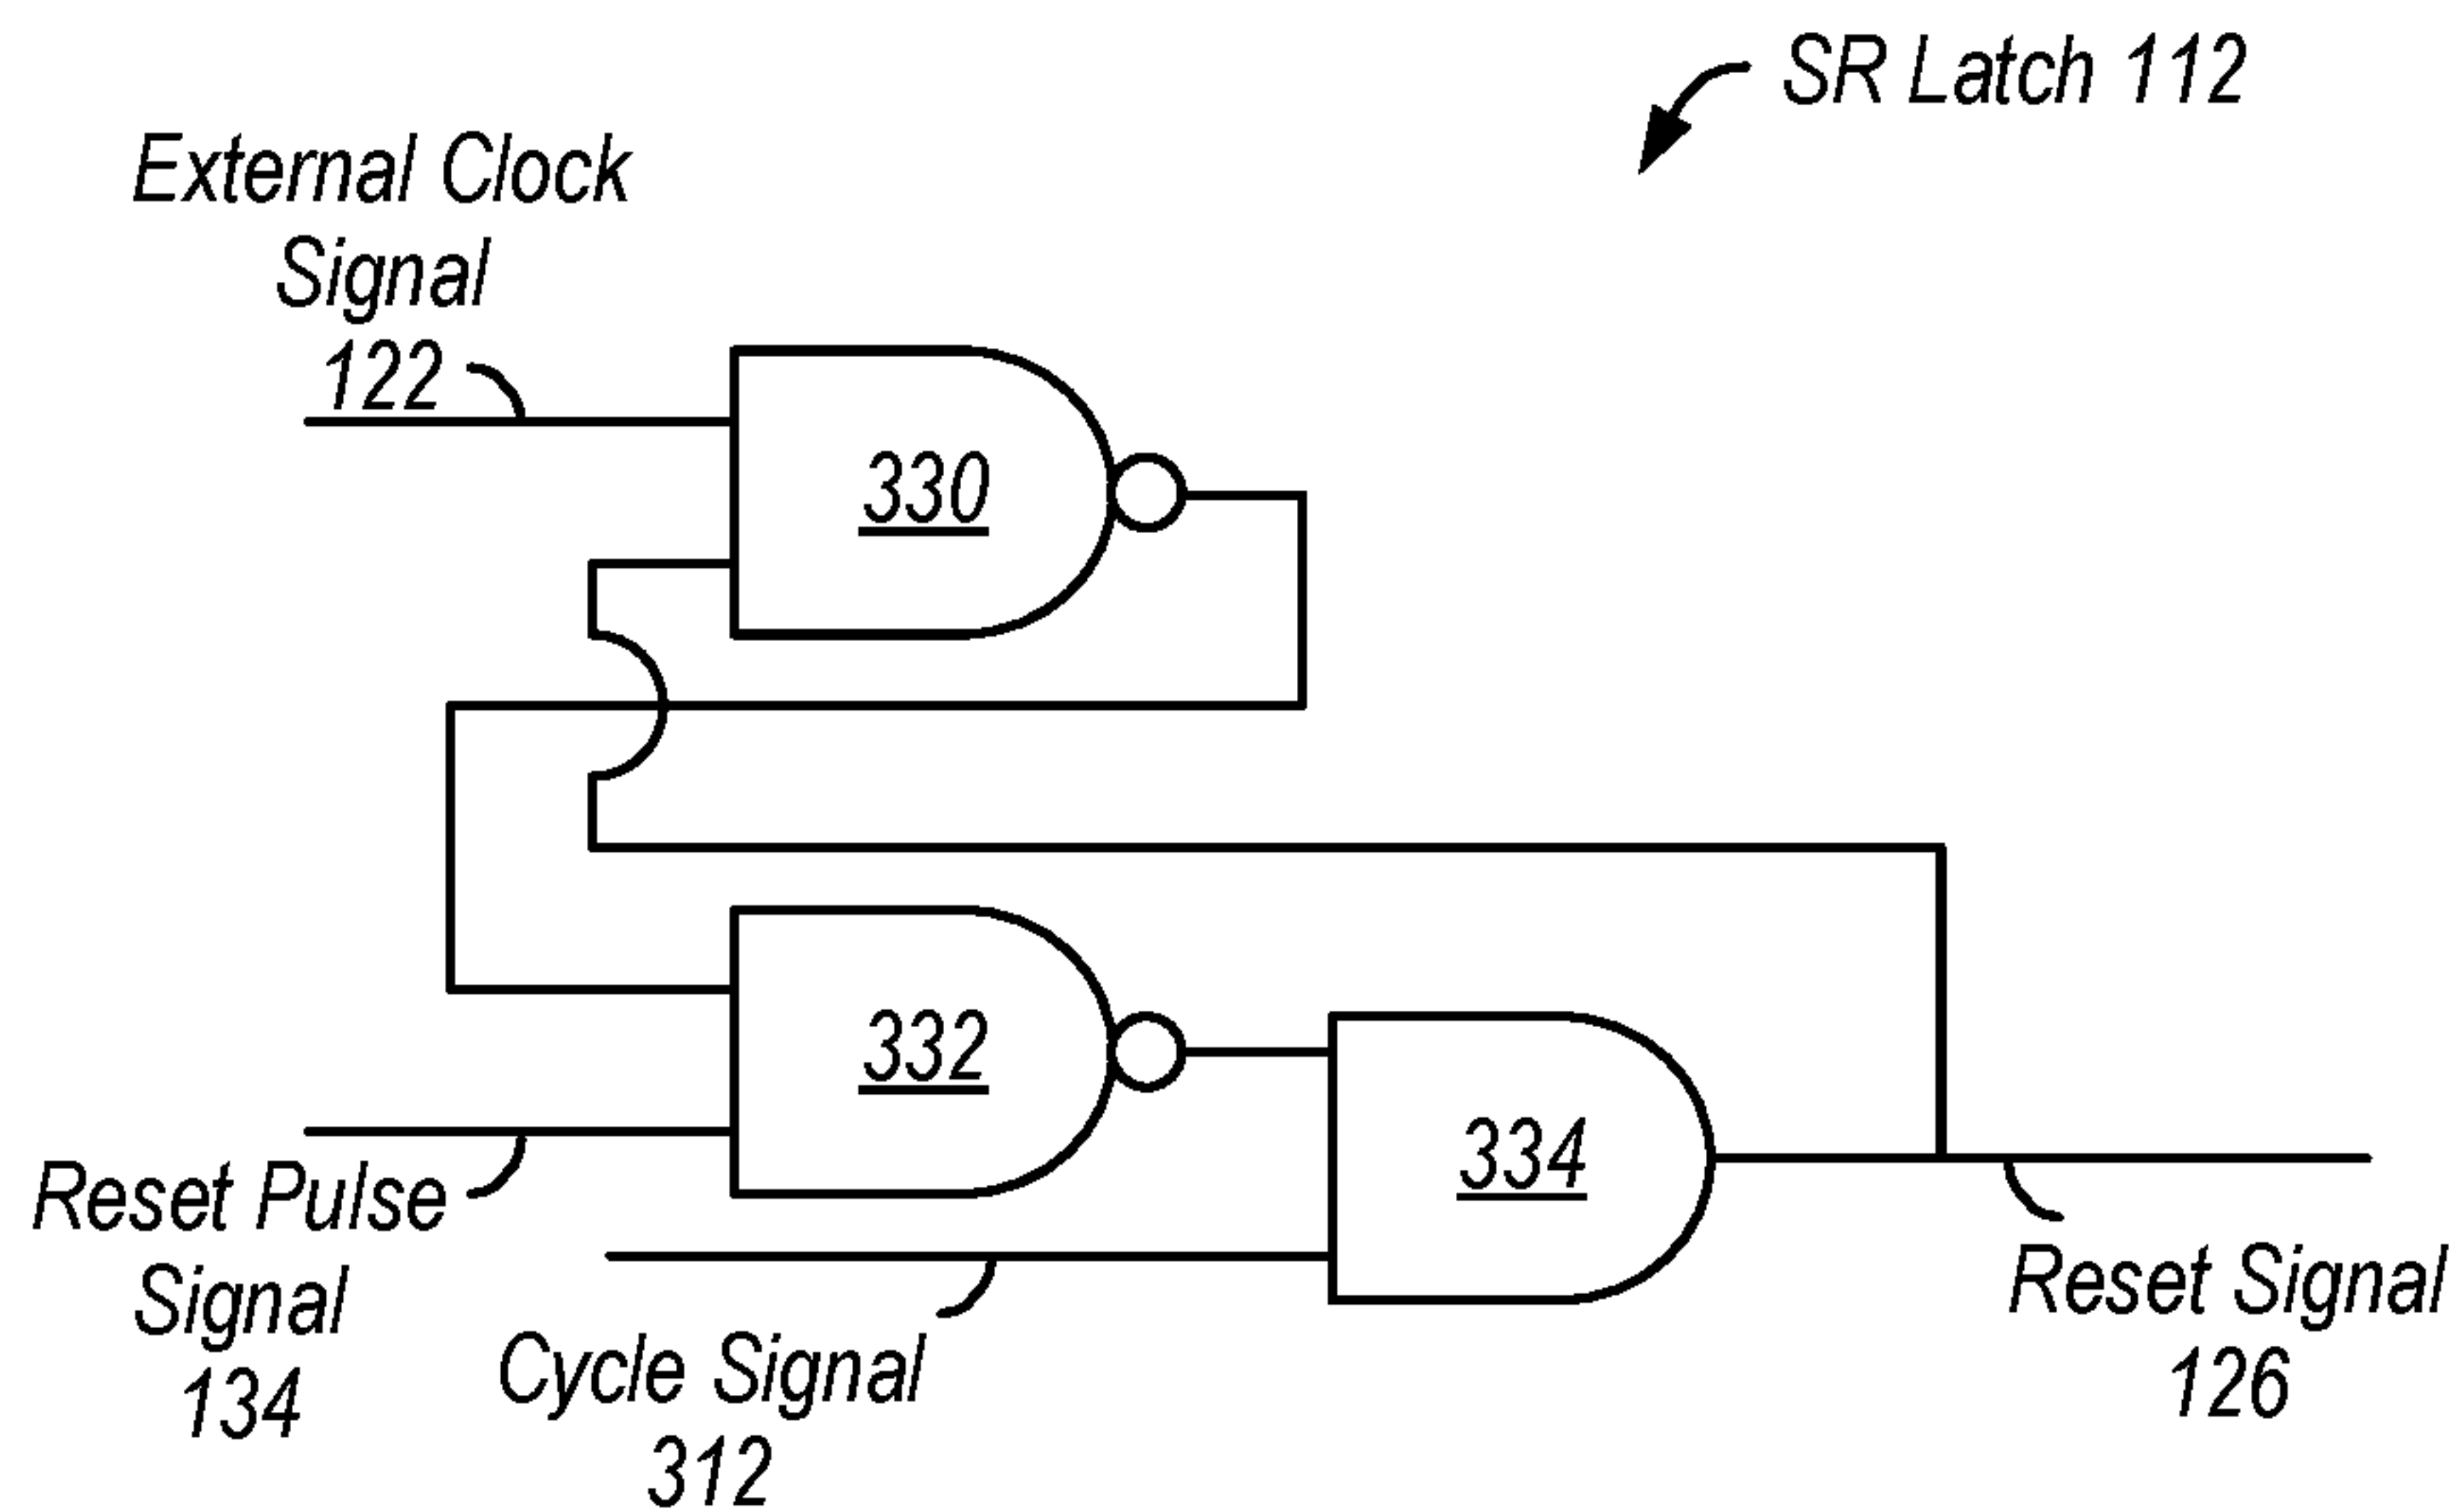 SR Latch 112
External Clock
Signal
122
330
332
334
Reset Pulse
Signal
134
Cycle Signal
312
Reset Signal
126